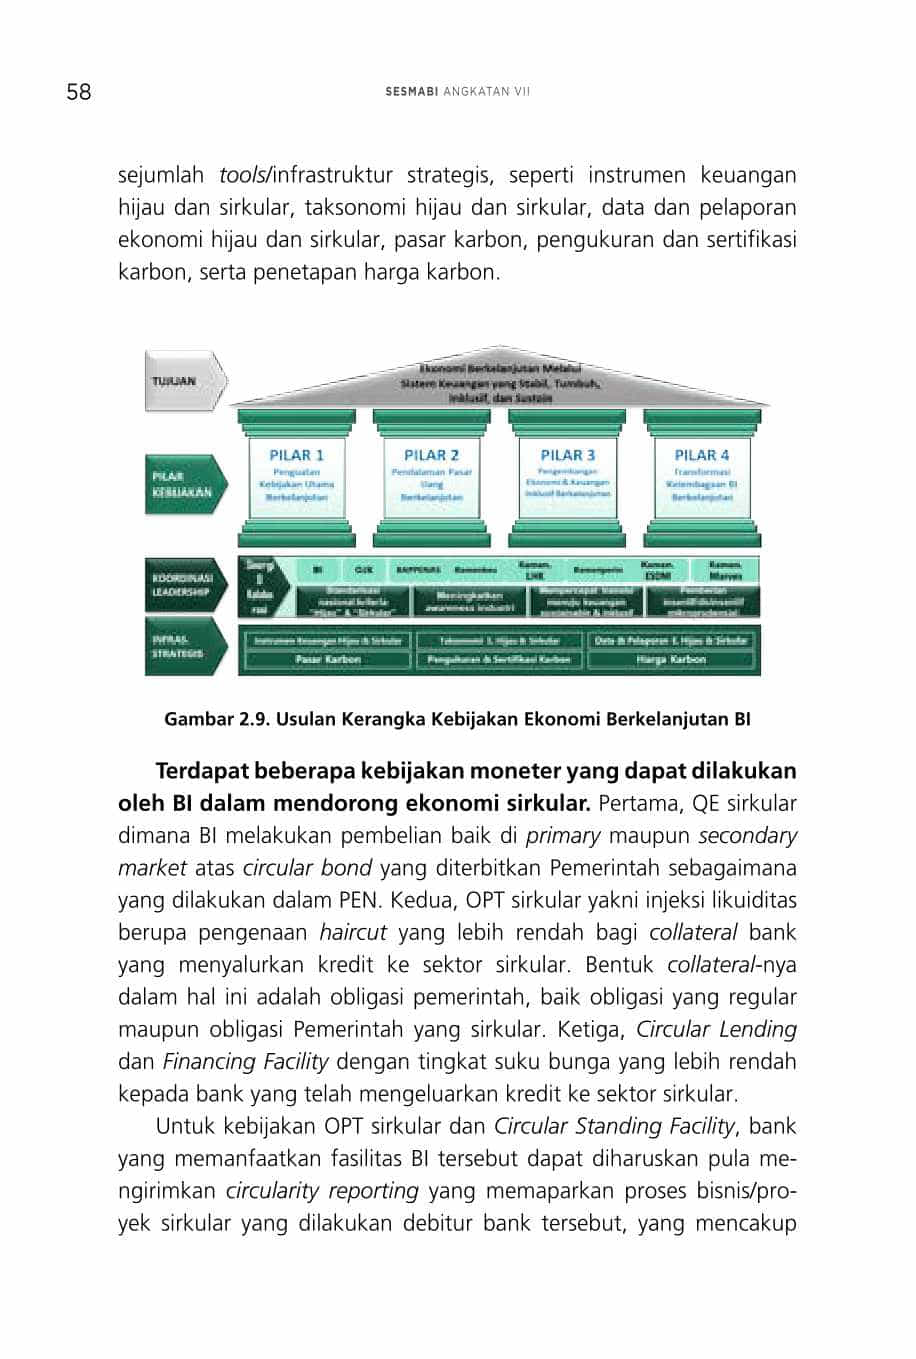 58
SESMABI ANGKATAN VII
sejumlah tools/infrastruktur strategis, seperti instrumen keuangan
hijau dan sirkular, taksonomi hijau dan sirkular, data dan pelaporan
ekonomi hijau dan sirkular, pasar karbon, pengukuran dan sertifikasi
karbon, serta penetapan harga karbon.
TUJUAN
Ekonomi Berkelanjutan Melalui
Sistem Keuangan yang Stabil, Tumbuh,
Inklusif, dan Sustain
PILAR
KEBIJAKAN
PILAR 1
Penguatan
Kebijakan Utama
Berkelanjutan
PILAR 2
Pendalaman Pasar
Uang
Berkelanjutan
PILAR 3
Pengembangan
Ekonomi & Keuangan
Inklusif Berkelanjutan
PILAR 4
Transformasi
Kelembagaan BI
Berkelanjutan
KOORDINASI
LEADERSHIP
Sinergi
&
Kolaborasi
BI
OJK
BAPPENAS
Kemenkeu
Kemen.
LHK
Kemenperin
Kemen.
ESDM
Kemen.
Marves
Standarisasi
nasional kriteria
"Hijau" & "Sirkular"
Meningkatkan
awareness industri
Mempercepat transisi
menuju keuangan
sustainable & inklusif
Pemberian
insentif/disinsentif
mikroprudensial
INFRAS.
STRATEGIS
Instrumen Keuangan Hijau & Sirkular
Taksonomi E. Hijau & Sirkular
Data & Pelaporan E. Hijau & Sirkular
Pasar Karbon
Pengukuran & Sertifikasi Karbon
Harga Karbon
Gambar 2.9. Usulan Kerangka Kebijakan Ekonomi Berkelanjutan BI
Terdapat beberapa kebijakan moneter yang dapat dilakukan
oleh BI dalam mendorong ekonomi sirkular. Pertama, QE sirkular
dimana BI melakukan pembelian baik di primary maupun secondary
market atas circular bond yang diterbitkan Pemerintah sebagaimana
yang dilakukan dalam PEN. Kedua, OPT sirkular yakni injeksi likuiditas
berupa pengenaan haircut yang lebih rendah bagi collateral bank
yang menyalurkan kredit ke sektor sirkular. Bentuk collateral-nya
dalam hal ini adalah obligasi pemerintah, baik obligasi yang regular
maupun obligasi Pemerintah yang sirkular. Ketiga, Circular Lending
dan Financing Facility dengan tingkat suku bunga yang lebih rendah
kepada bank yang telah mengeluarkan kredit ke sektor sirkular.
Untuk kebijakan OPT sirkular dan Circular Standing Facility, bank
yang memanfaatkan fasilitas BI tersebut dapat diharuskan pula me-
ngirimkan circularity reporting yang memaparkan proses bisnis/pro-
yek sirkular yang dilakukan debitur bank tersebut, yang mencakup